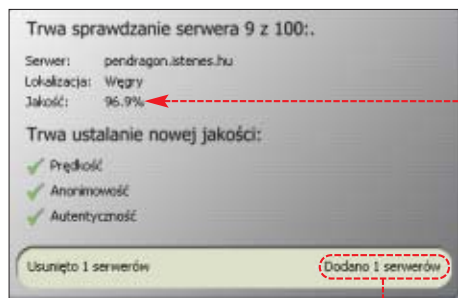 Trwa sprawdzanie serwera 9 z 100:.
Serwer: pendragon.istenes.hu
Lokalizacja: Węgry
Jakość: 96.9%
Trwa ustalanie nowej jakości:
Prędkość
Anonimowość
Autentyczność
Usunięto 1 serwerów Dodano 1 serwerów